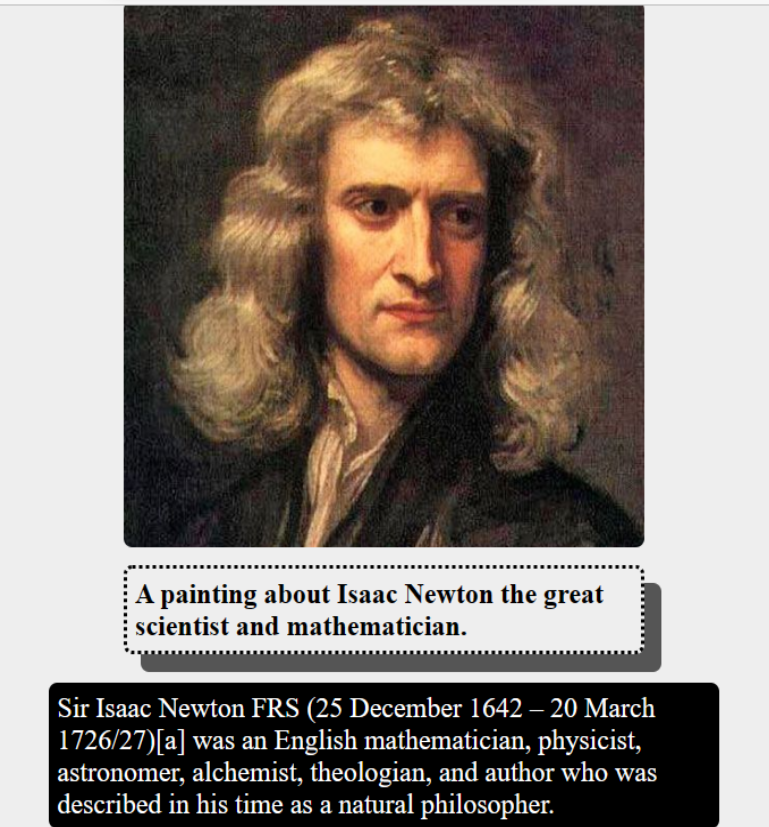 A painting about Isaac Newton the great
scientist and mathematician.
Sir Isaac Newton FRS (25 December 1642 – 20 March
1726/27)[a] was an English mathematician, physicist,
astronomer, alchemist, theologian, and author who was
described in his time as a natural philosopher.